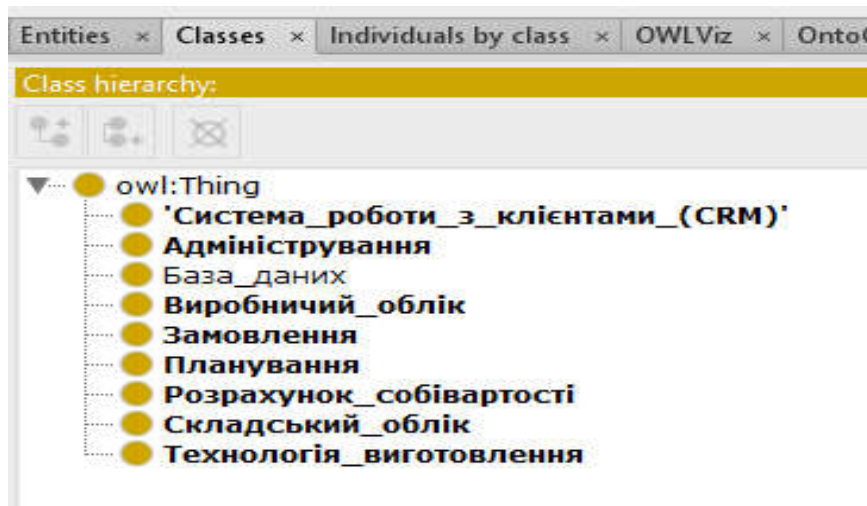 Entities × Classes × Individuals by class × OWLViz × Onto
Class hierarchy:
owl:Thing
'Система_роботи_з_клієнтами_(CRM)'
Адміністрування
База_даних
Виробничий_облік
Замовлення
Планування
Розрахунок_собівартості
Складський_облік
Технологія_виготовлення